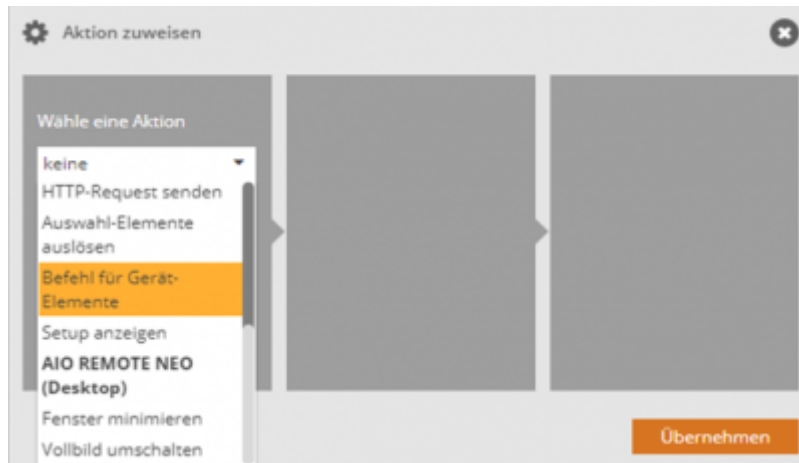 Aktion zuweisen
Wähle eine Aktion
keine
HTTP-Request senden
Auswahl-Elemente
auslösen
Befehl für Gerät-
Elemente
Setup anzeigen
AIO REMOTE NEO
(Desktop)
Fenster minimieren
Vollbild umschalten
Übernehmen